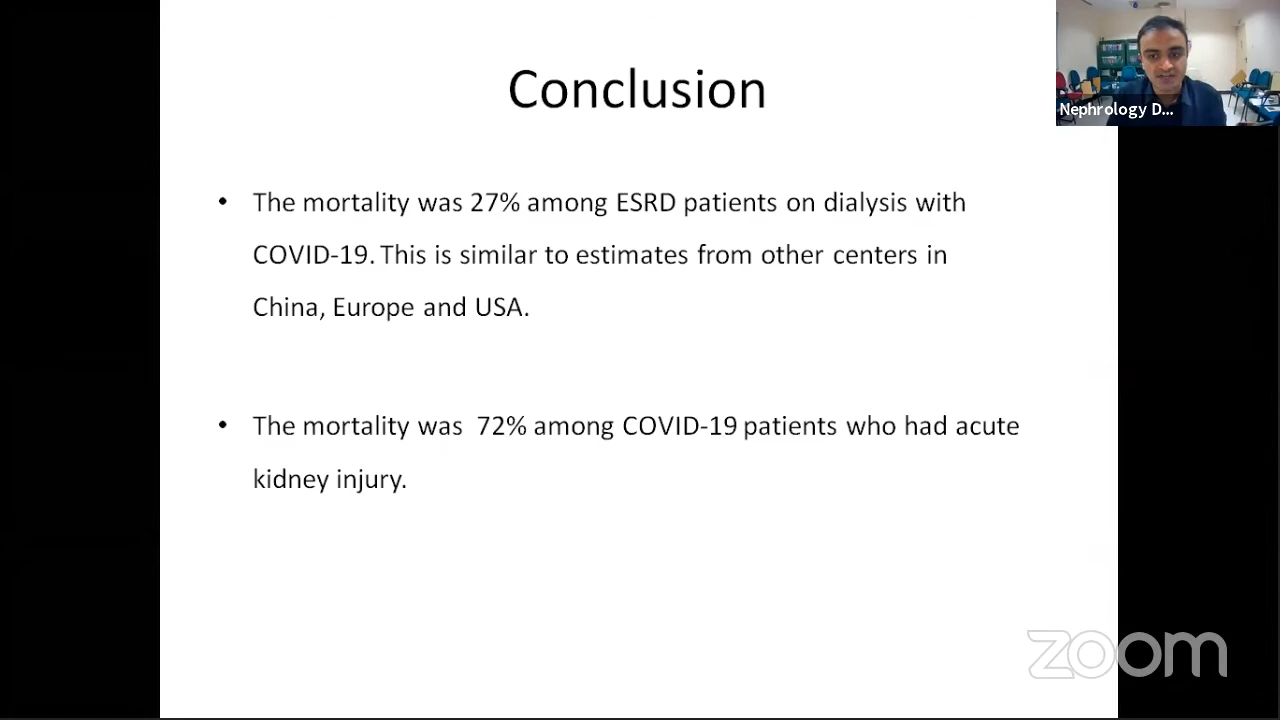 Conclusion
Nephrology D...
• The mortality was 27% among ESRD patients on dialysis with
COVID-19. This is similar to estimates from other centers in
China, Europe and USA.
• The mortality was 72% among COVID-19 patients who had acute
kidney injury.
zoom